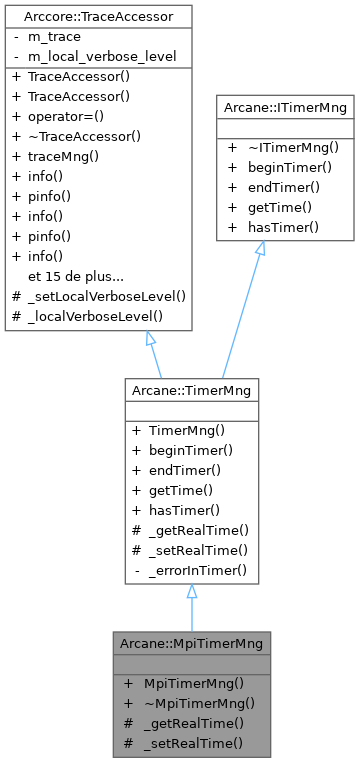 Arccore::TraceAccessor
- m_trace
- m_local_verbose_level
+ TraceAccessor()
+ TraceAccessor()
+ operator=()
+ ~TraceAccessor()
+ traceMng()
+ info()
+ pinfo()
+ info()
+ pinfo()
+ info()
et 15 de plus...
# _setLocalVerboseLevel()
# _localVerboseLevel()
Arcane::ITimerMng
+ ~ITimerMng()
+ beginTimer()
+ endTimer()
+ getTime()
+ hasTimer()
Arcane::TimerMng
+ TimerMng()
+ beginTimer()
+ endTimer()
+ getTime()
+ hasTimer()
# _getRealTime()
# _setRealTime()
- _errorInTimer()
Arcane::MpiTimerMng
+ MpiTimerMng()
+ ~MpiTimerMng()
# _getRealTime()
# _setRealTime()